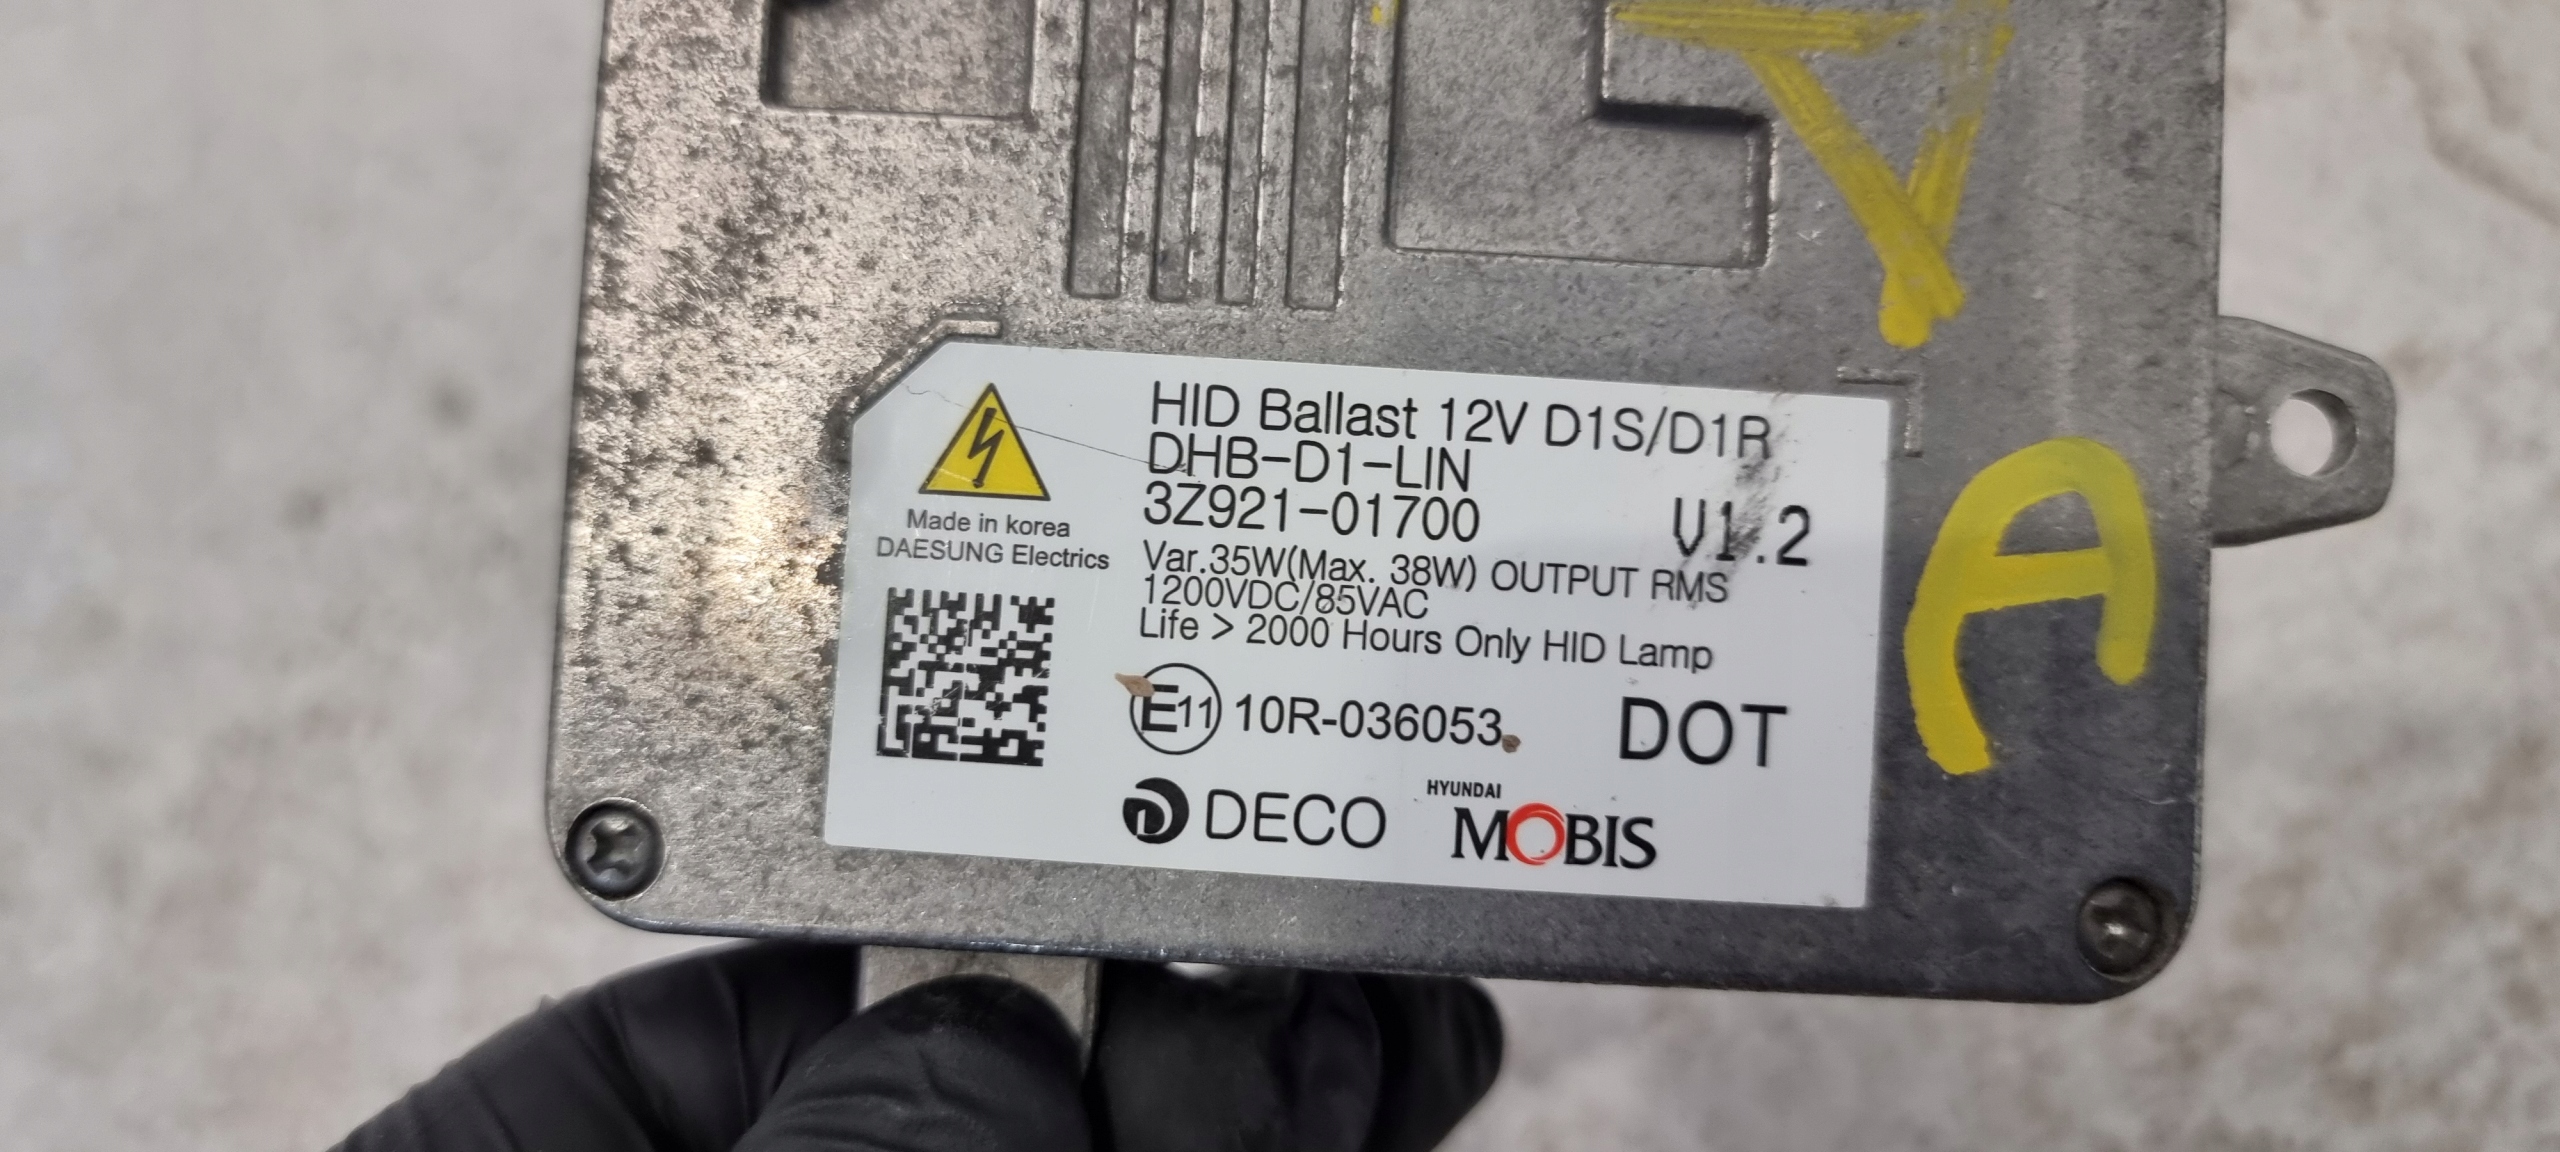 HID Ballast 12V D1S/D1R
DHB-D1-LIN
3Z921-01700
V1.2
Var.35W(Max. 38W) OUTPUT RMS
1200VDC/85VAC
Life > 2000 Hours Only HID Lamp
Made in korea
DAESUNG Electrics
E11 10R-036053
DOT
DECO
HYUNDAI
MOBIS
A